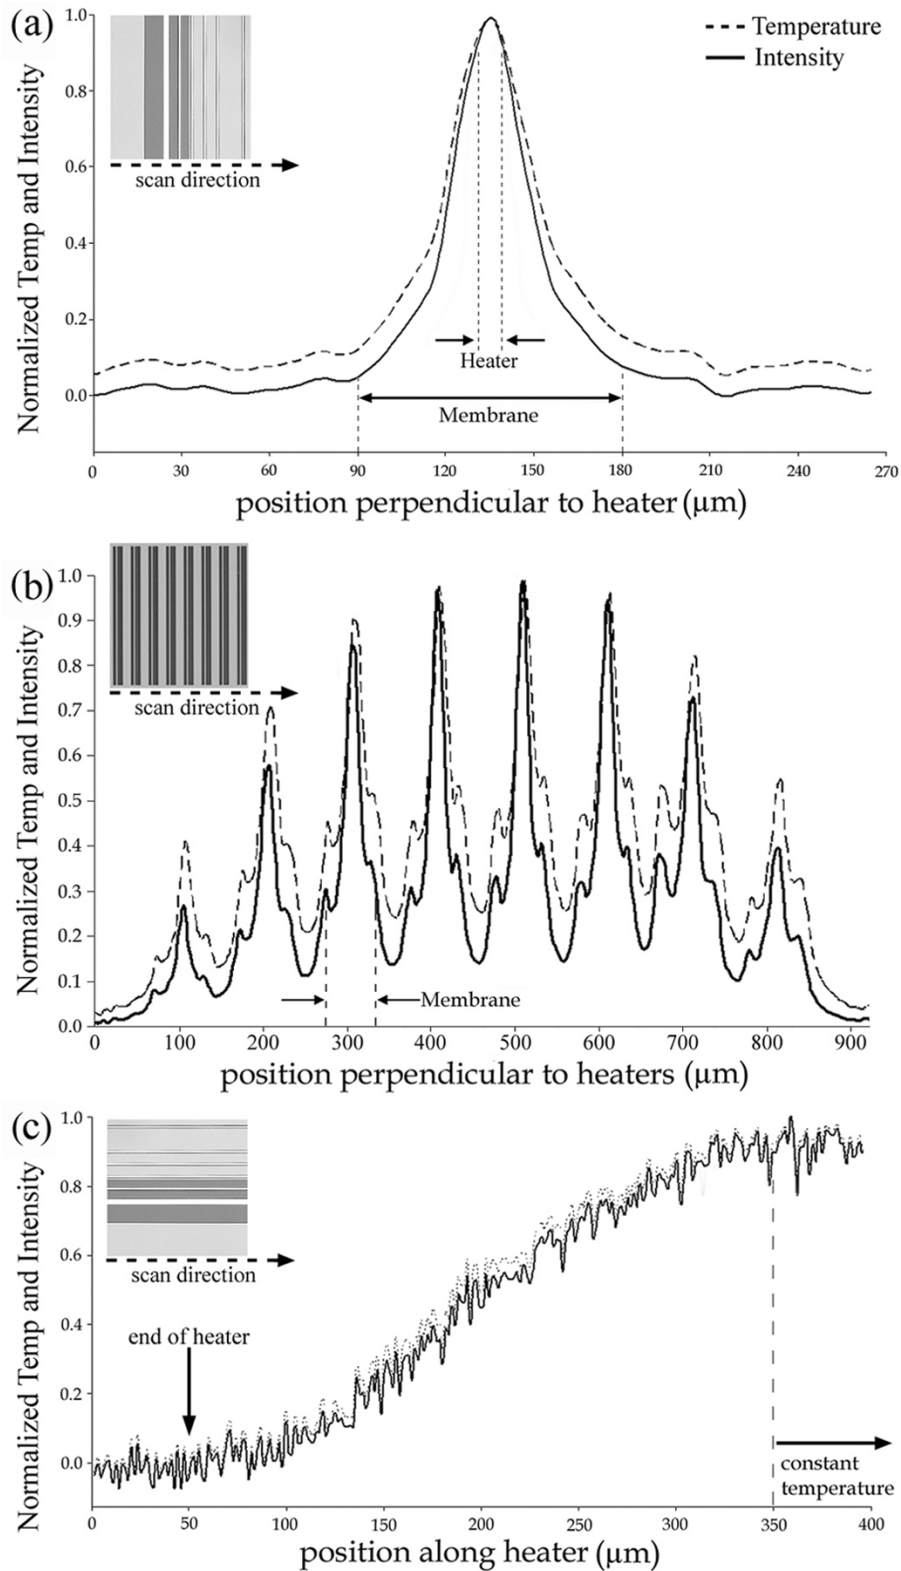 (a)
Normalized Temp and Intensity
1.0
0.8
0.6
0.4
0.2
0.0
scan direction
Temperature
Intensity
Heater
Membrane
0 30 60 90 120 150 180 210 240 270
position perpendicular to heater (μm)
(b)
Normalized Temp and Intensity
1.0
0.9
0.8
0.7
0.6
0.5
0.4
0.3
0.2
0.1
0.0
scan direction
Membrane
0 100 200 300 400 500 600 700 800 900
position perpendicular to heaters (μm)
(c)
Normalized Temp and Intensity
1.0
0.8
0.6
0.4
0.2
0.0
scan direction
end of heater
constant
temperature
0 50 100 150 200 250 300 350 400
position along heater (μm)